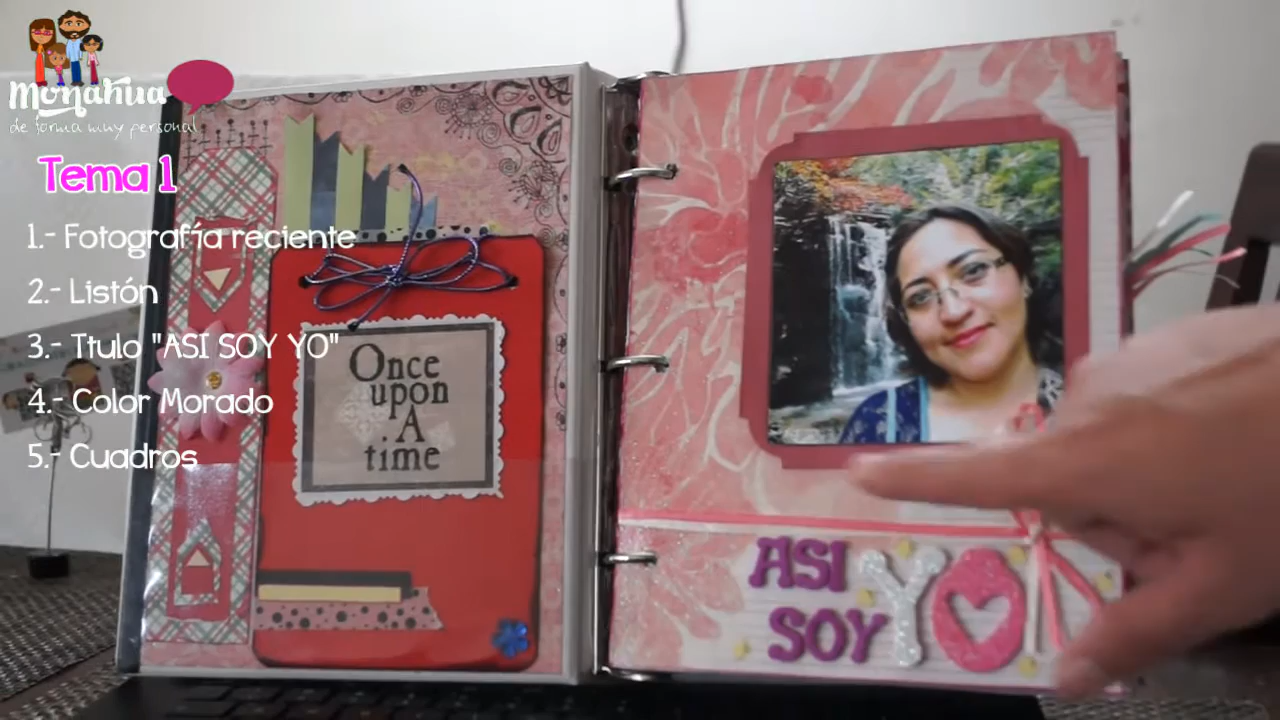 Monahua
de forma muy personal
Tema 1
1.- Fotografía reciente
2.- Listón
3.- Ttulo "ASI SOY YO"
4.- Color Morado
5.- Cuadros
Once
upon
A
time
ASI
SOY
YO